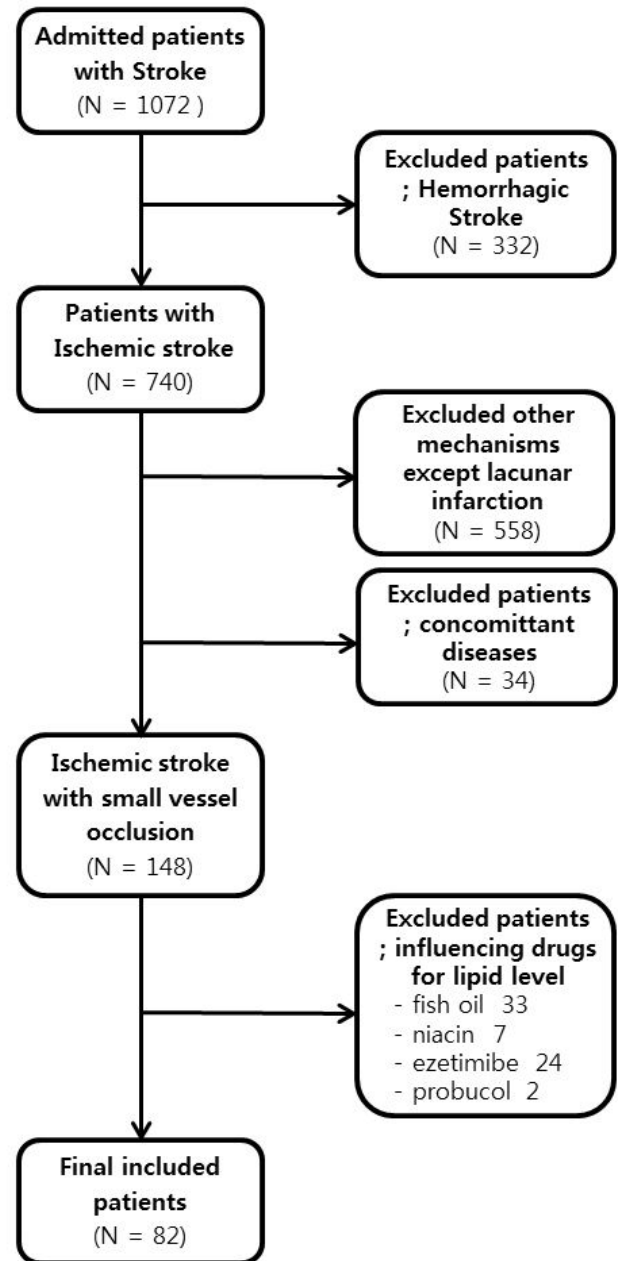 Admitted patients
with Stroke
(N = 1072 )
Excluded patients
; Hemorrhagic
Stroke
(N = 332)
Patients with
Ischemic stroke
(N = 740)
Excluded other
mechanisms
except lacunar
infarction
(N = 558)
Excluded patients
; concomittant
diseases
(N = 34)
Ischemic stroke
with small vessel
occlusion
(N = 148)
Excluded patients
; influencing drugs
for lipid level
- fish oil 33
- niacin 7
- ezetimibe 24
- probucol 2
Final included
patients
(N = 82)